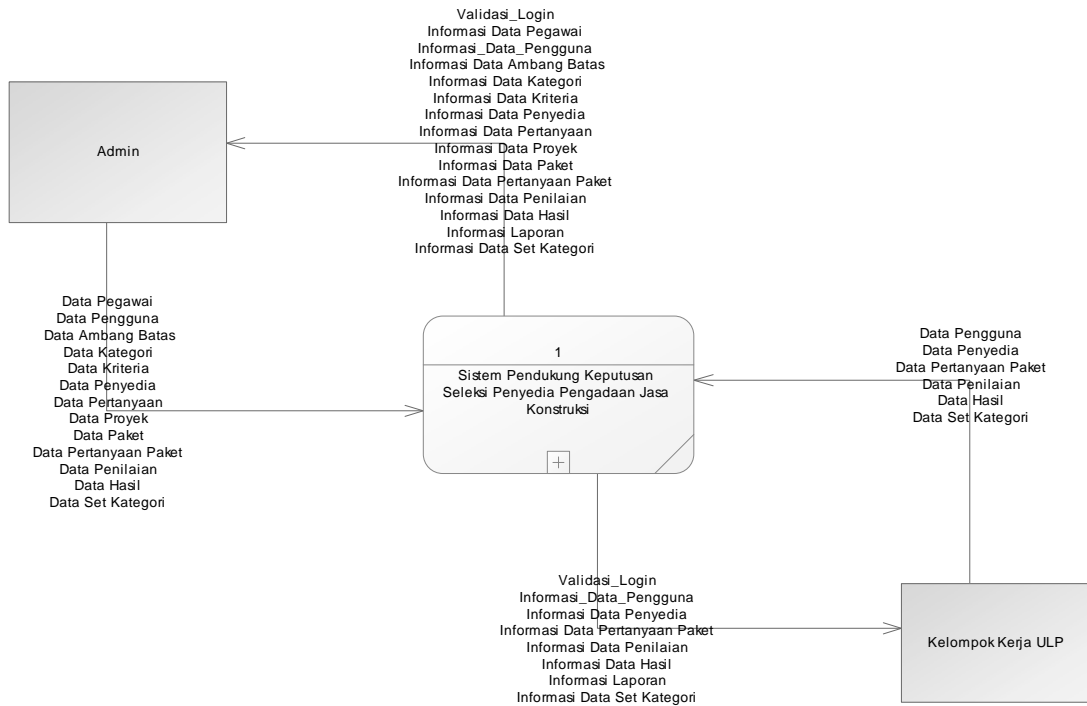 Validasi_Login
Informasi Data Pegawai
Informasi_Data_Pengguna
Informasi Data Ambang Batas
Informasi Data Kategori
Informasi Data Kriteria
Informasi Data Penyedia
Informasi Data Pertanyaan
Informasi Data Proyek
Informasi Data Paket
Informasi Data Pertanyaan Paket
Informasi Data Penilaian
Informasi Data Hasil
Informasi Laporan
Informasi Data Set Kategori
Admin
Data Pegawai
Data Pengguna
Data Ambang Batas
Data Kategori
Data Kriteria
Data Penyedia
Data Pertanyaan
Data Proyek
Data Paket
Data Pertanyaan Paket
Data Penilaian
Data Hasil
Data Set Kategori
1
Sistem Pendukung Keputusan
Seleksi Penyedia Pengadaan Jasa
Konstruksi
Data Pengguna
Data Penyedia
Data Pertanyaan Paket
Data Penilaian
Data Hasil
Data Set Kategori
Validasi_Login
Informasi_Data_Pengguna
Informasi Data Penyedia
Informasi Data Pertanyaan Paket
Informasi Data Penilaian
Informasi Data Hasil
Informasi Laporan
Informasi Data Set Kategori
Kelompok Kerja ULP